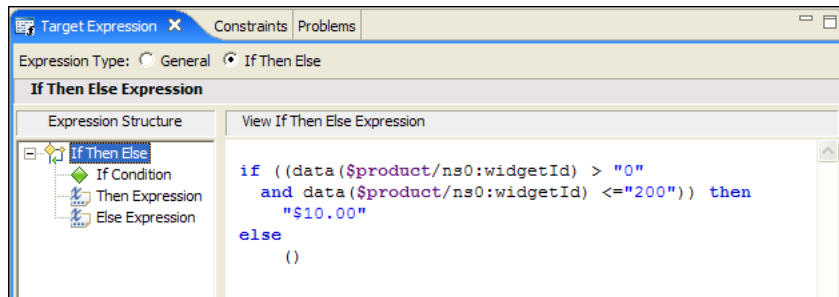 Target Expression Constraints Problems
Expression Type: General If Then Else
If Then Else Expression
Expression Structure View If Then Else Expression
If Then Else
If Condition
Then Expression
Else Expression
if ((data($product/ns0:widgetId) > "0"
and data($product/ns0:widgetId) <="200")) then
"$10.00"
else
()